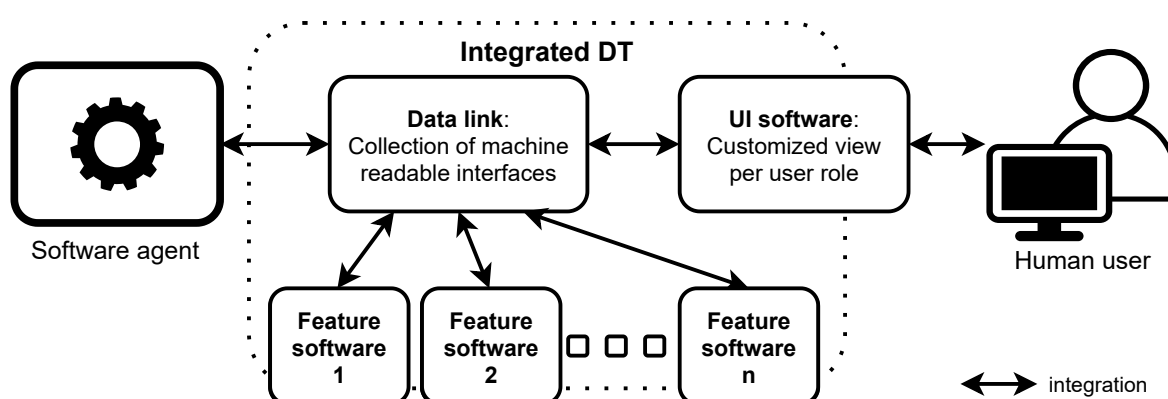 Integrated DT
Data link:
Collection of machine
readable interfaces
UI software:
Customized view
per user role
Software agent
Human user
Feature
software
1
Feature
software
2
Feature
software
n
integration